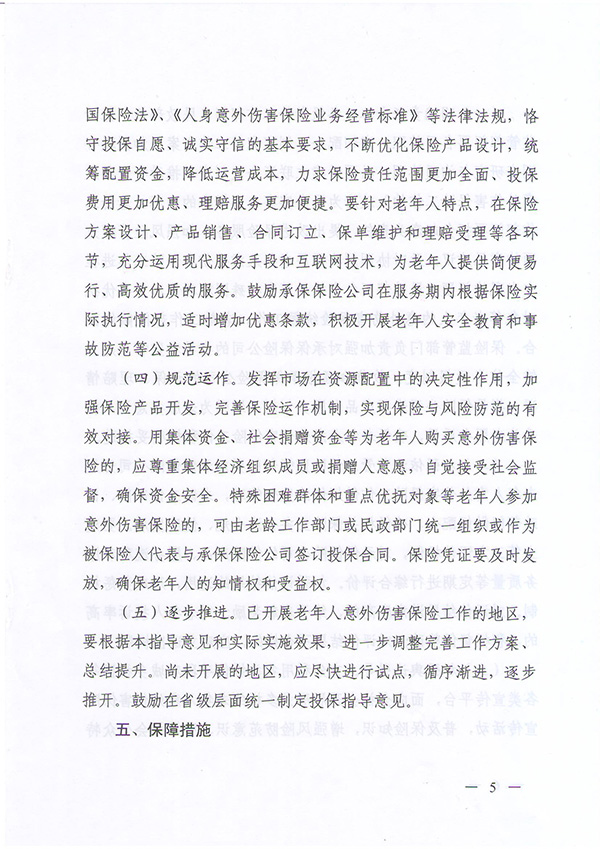 国保险法》、《人身意外伤害保险业务经营标准》等法律法规，恪
守投保自愿、诚实守信的基本要求，不断优化保险产品设计，统
筹配置资金，降低运营成本，力求保险责任范围更加全面、投保
费用更加优惠、理赔服务更加便捷。要针对老年人特点，在保险
方案设计、产品销售、合同订立、保单维护和理赔受理等各环
节，充分运用现代服务手段和互联网技术，为老年人提供简便易
行、高效优质的服务。鼓励承保保险公司在服务期内根据保险实
际执行情况，适时增加优惠条款，积极开展老年人安全教育和事
故防范等公益活动。
（四）规范运作。发挥市场在资源配置中的决定性作用，加
强保险产品开发，完善保险运作机制，实现保险与风险防范的有
效对接。用集体资金、社会捐赠资金等为老年人购买意外伤害保
险的，应尊重集体经济组织成员或捐赠人意愿，自觉接受社会监
督，确保资金安全。特殊困难群体和重点优抚对象等老年人参加
意外伤害保险的，可由老龄工作部门或民政部门统一组织或作为
被保险人代表与承保保险公司签订投保合同。保险凭证要及时发
放，确保老年人的知情权和受益权。
（五）逐步推进。已开展老年人意外伤害保险工作的地区，
要根据本指导意见和实际实施效果，进一步调整完善工作方案、
总结提升。尚未开展的地区，应尽快进行试点，循序渐进，逐步
推开。鼓励在省级层面统一制定投保指导意见。
五、保障措施
— 5 —